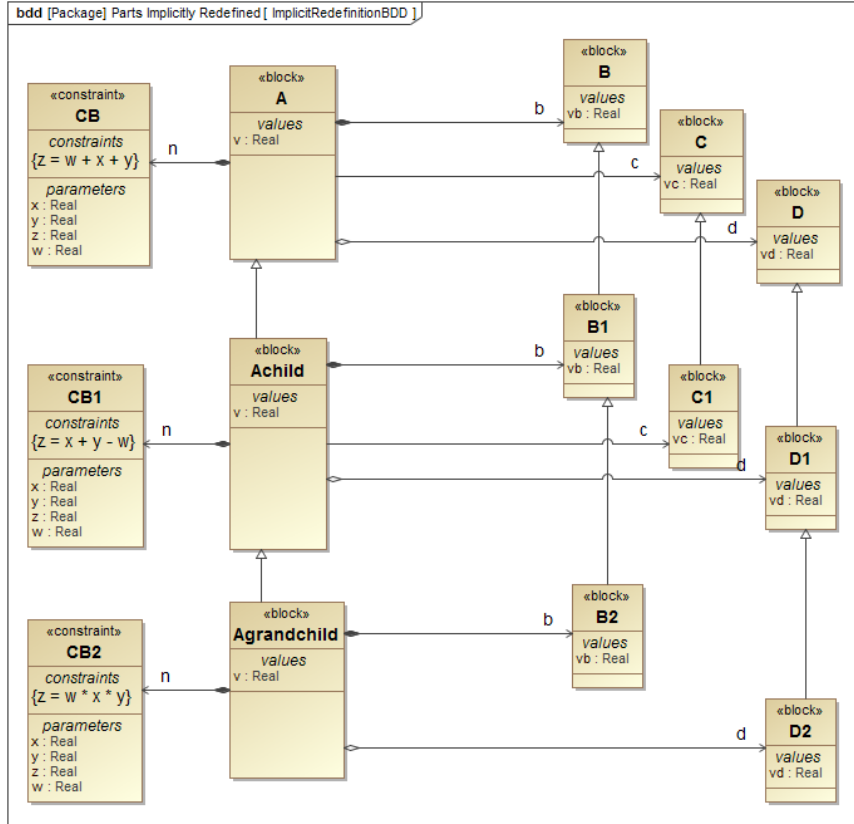 bdd [Package] Parts Implicitly Redefined [ ImplicitRedefinitionBDD ]
«constraint»
CB
constraints
{z = w + x + y}
parameters
x : Real
y : Real
z : Real
w : Real
n
«block»
A
values
v : Real
b
c
d
«block»
B
values
vb : Real
«block»
C
values
vc : Real
«block»
D
values
vd : Real
«constraint»
CB1
constraints
{z = x + y - w}
parameters
x : Real
y : Real
z : Real
w : Real
n
«block»
Achild
values
v : Real
b
c
d
«block»
B1
values
vb : Real
«block»
C1
values
vc : Real
«block»
D1
values
vd : Real
«constraint»
CB2
constraints
{z = w * x * y}
parameters
x : Real
y : Real
z : Real
w : Real
n
«block»
Agrandchild
values
v : Real
b
d
«block»
B2
values
vb : Real
«block»
D2
values
vd : Real